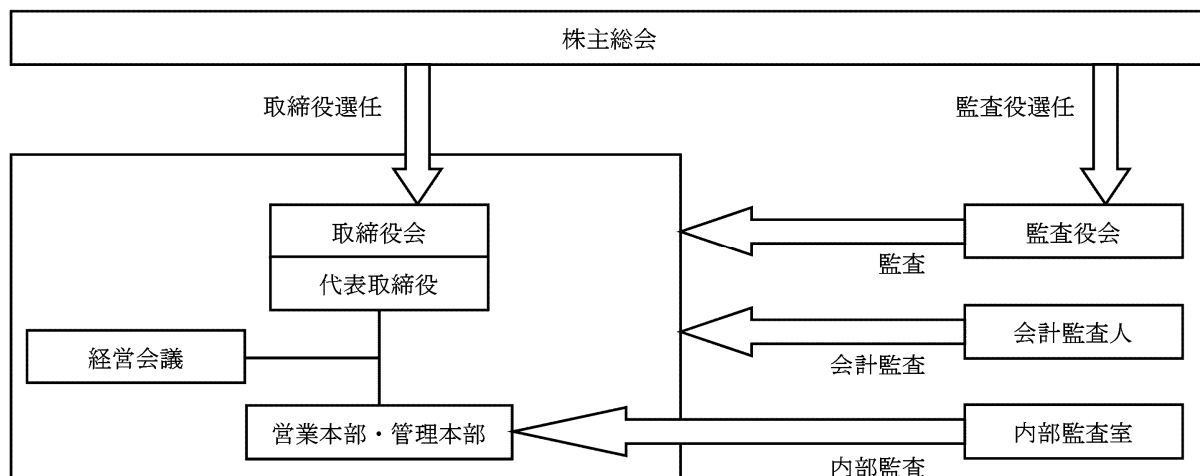 株主総会
取締役選任
監査役選任
取締役会
監査役会
監査
代表取締役
会計監査人
経営会議
会計監査
営業本部・管理本部
内部監査室
内部監査